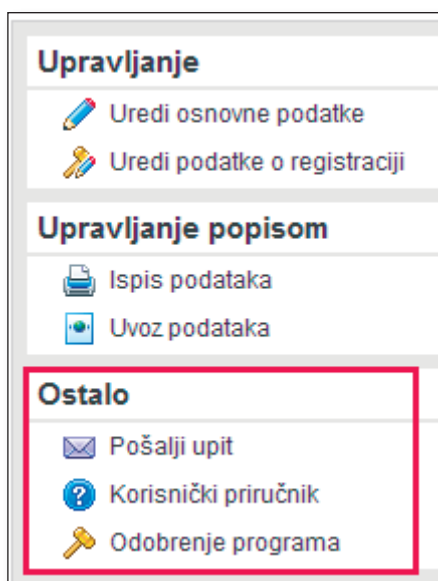 Upravljanje
Uredi osnovne podatke
Uredi podatke o registraciji
Upravljanje popisom
Ispis podataka
Uvoz podataka
Ostalo
Pošalji upit
Korisnički priručnik
Odobrenje programa